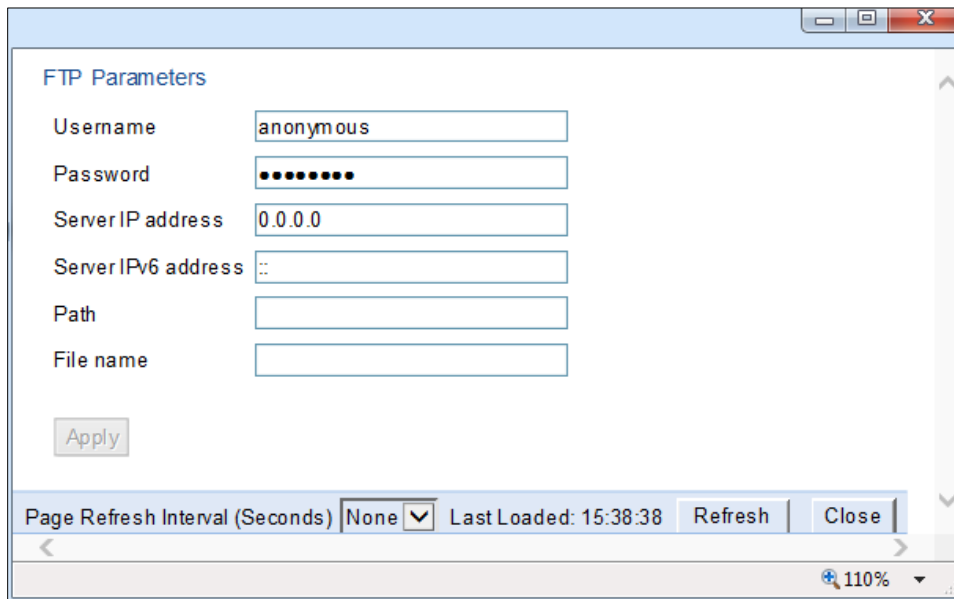 FTP Parameters
Username anonymous
Password ●●●●●●●●
Server IP address 0.0.0.0
Server IPv6 address ::
Path
File name
Apply
Page Refresh Interval (Seconds) None Last Loaded: 15:38:38 Refresh Close
110%